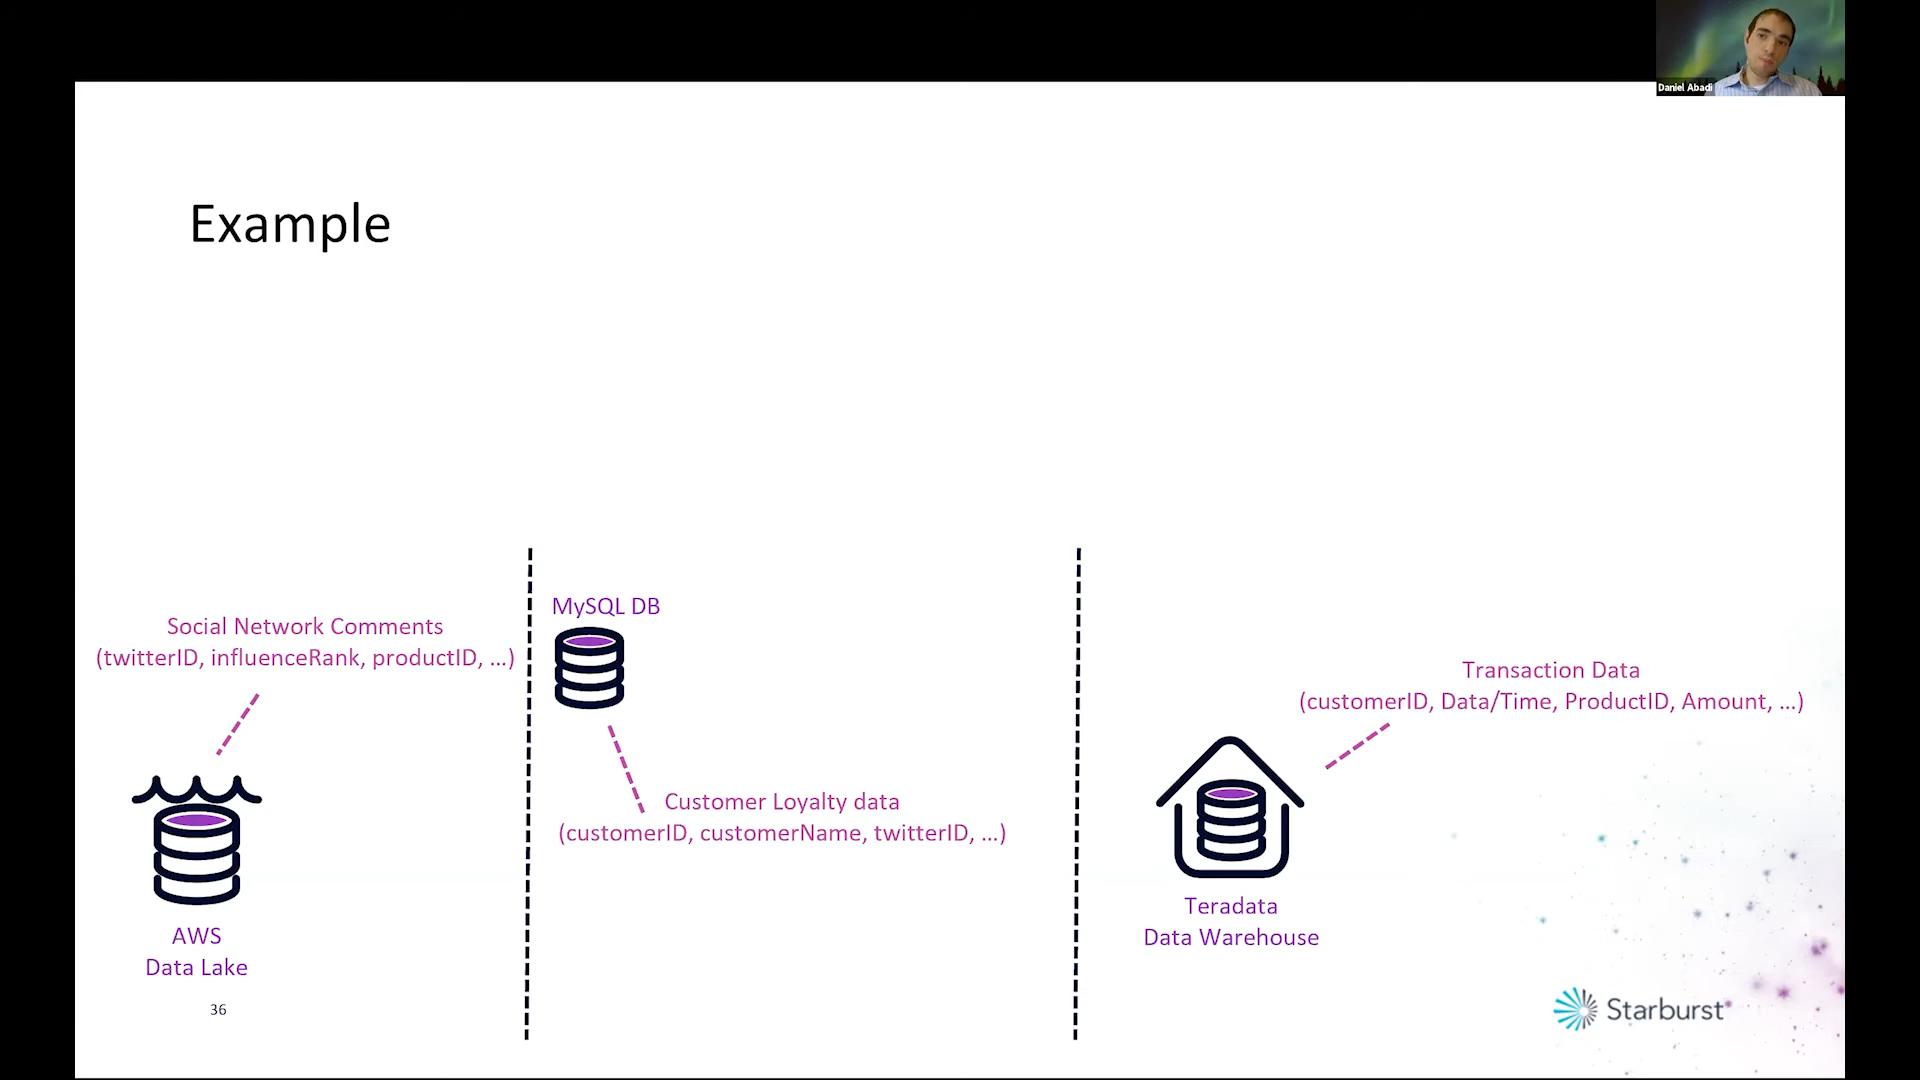 Daniel Abadi
Example
Social Network Comments
(twitterID, influenceRank, productID, ...)
AWS
Data Lake
MySQL DB
Customer Loyalty data
(customerID, customerName, twitterID, ...)
Transaction Data
(customerID, Data/Time, ProductID, Amount, ...)
Teradata
Data Warehouse
36
Starburst